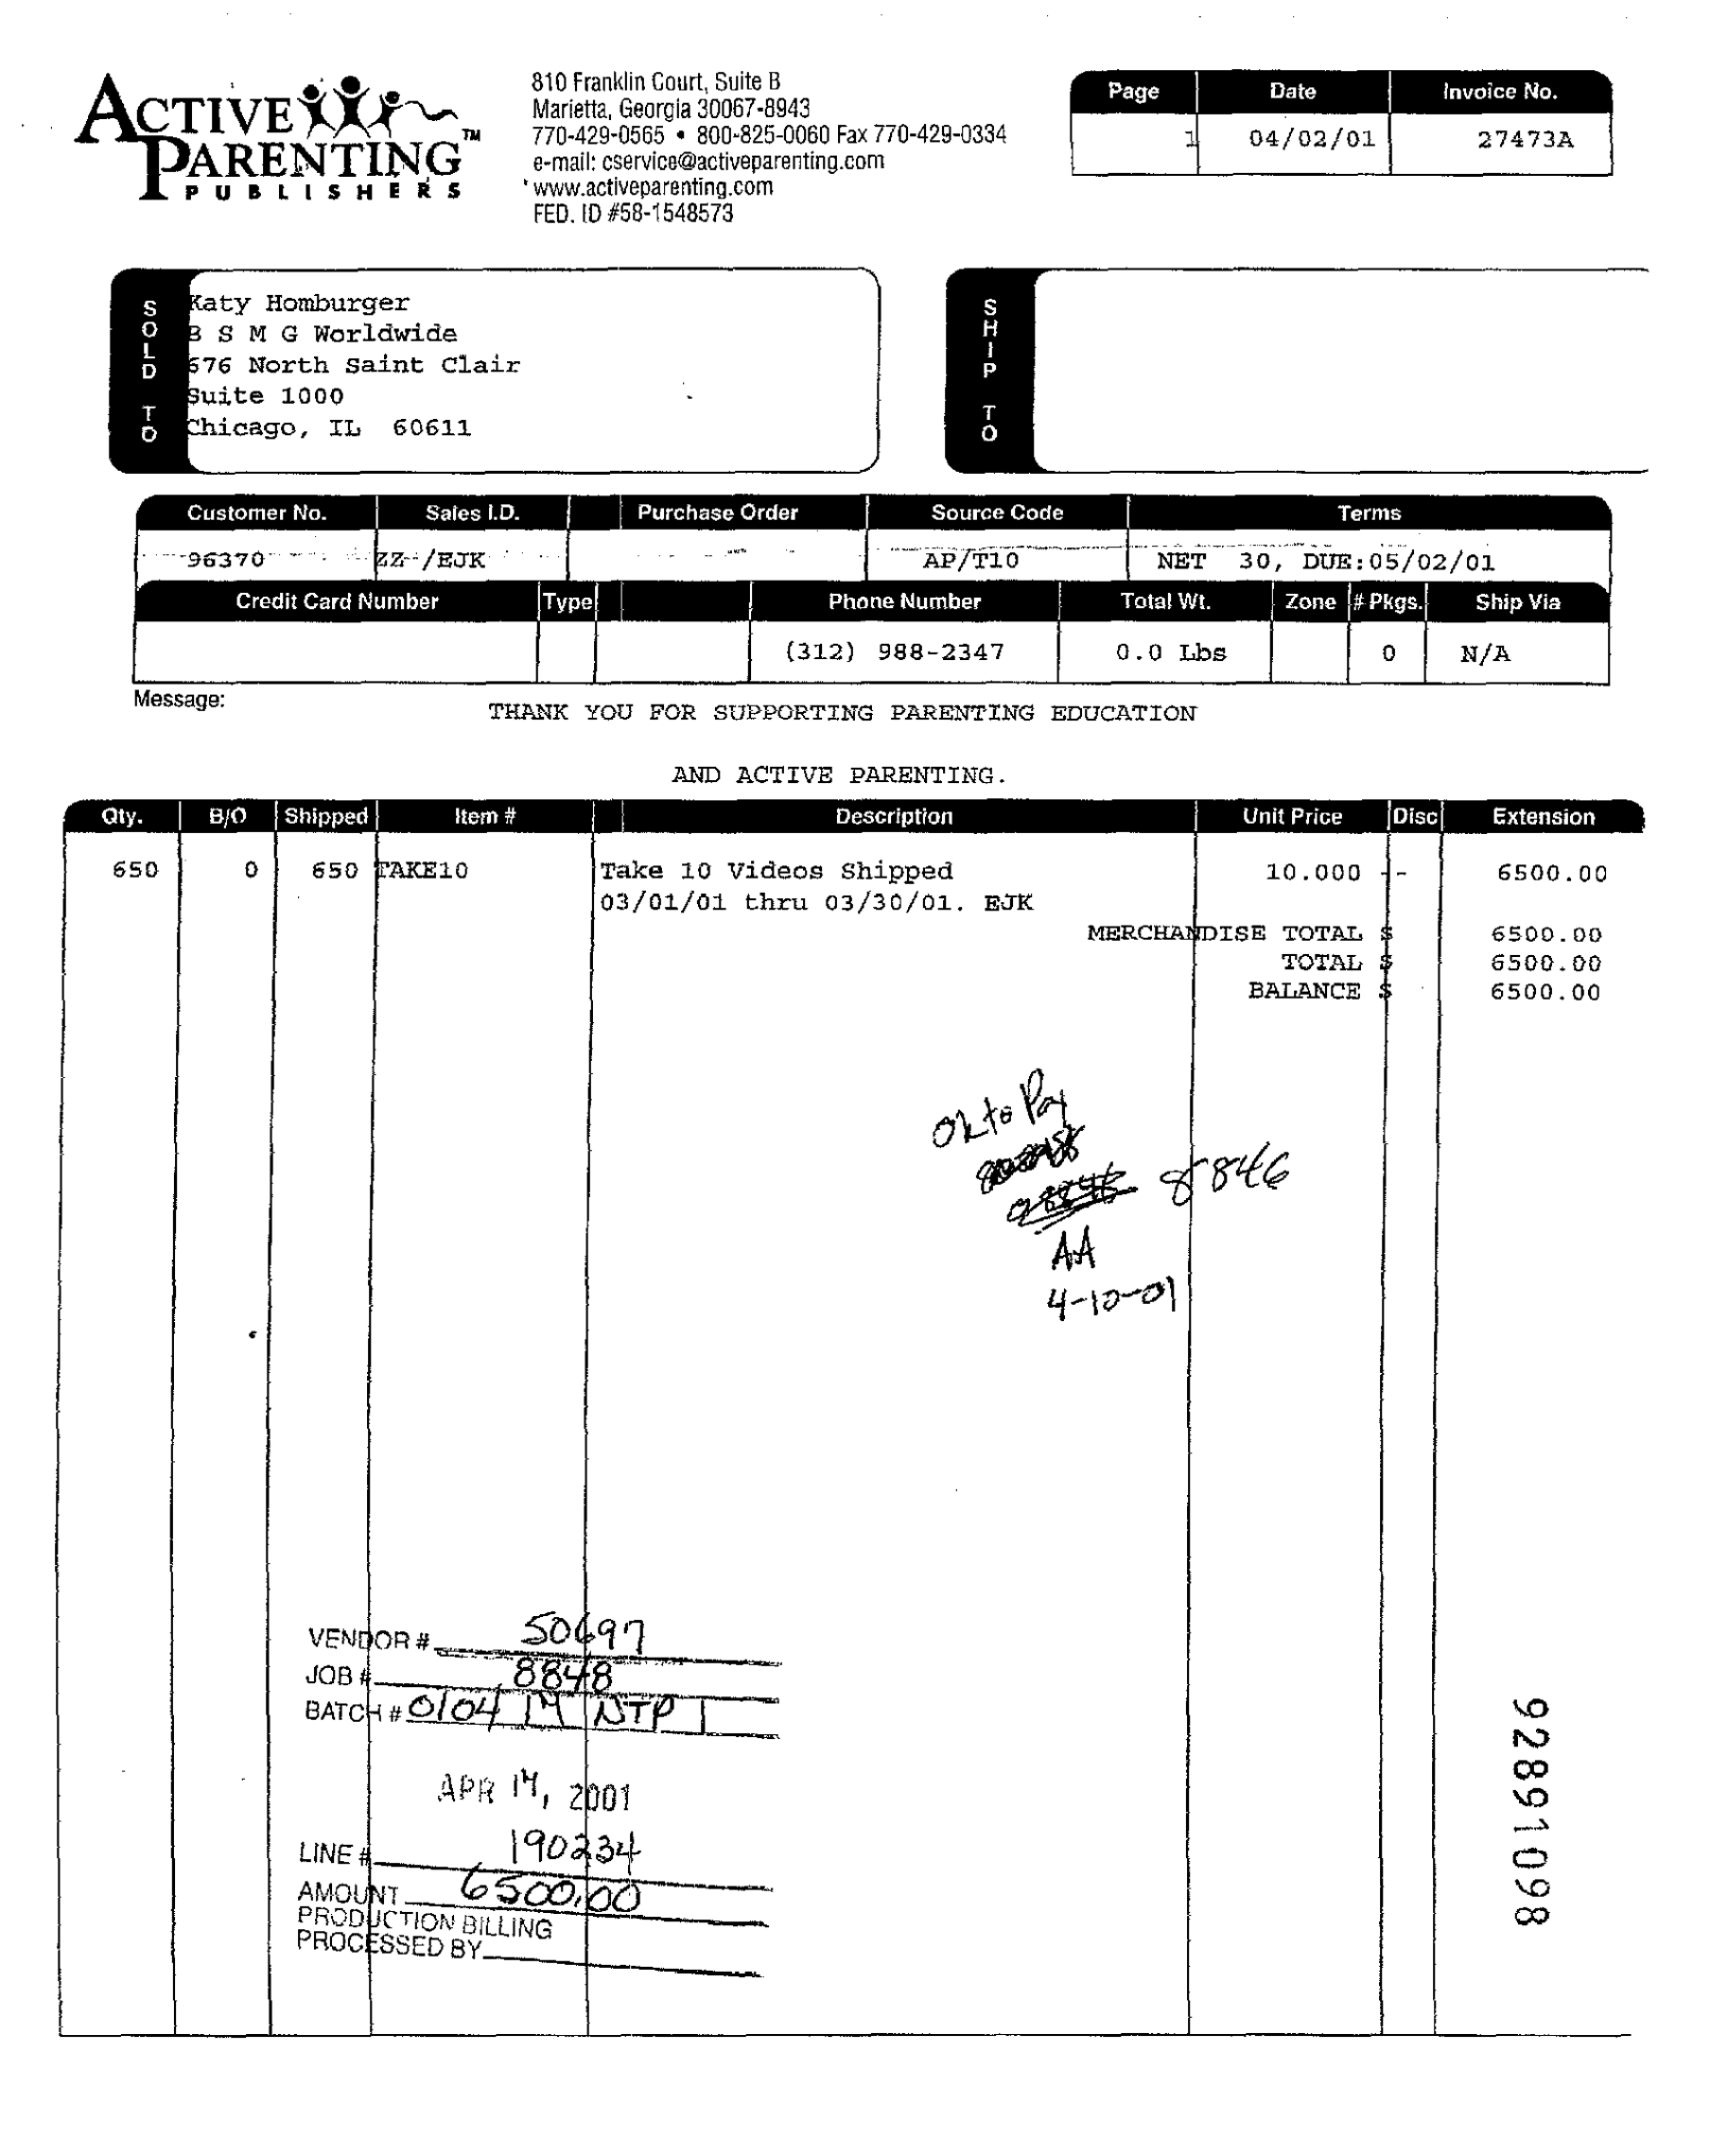 ACTIVE
PARENTING™
PUBLISHERS
810 Franklin Court, Suite B
Marietta, Georgia 30067-8943
770-429-0565 • 800-825-0060 Fax 770-429-0334
e-mail: cservice@activeparenting.com
www.activeparenting.com
FED. ID #58-1548573
Page Date Invoice No.
1 04/02/01 27473A
SOLD TO
Katy Homburger
B S M G Worldwide
676 North Saint Clair
Suite 1000
Chicago, IL 60611
SHIP TO
Customer No. Sales I.D. Purchase Order Source Code Terms
96370 ZZ /EJK AP/T10 NET 30, DUE:05/02/01
Credit Card Number Type Phone Number Total Wt. Zone # Pkgs. Ship Via
(312) 988-2347 0.0 Lbs 0 N/A
Message:
THANK YOU FOR SUPPORTING PARENTING EDUCATION
AND ACTIVE PARENTING.
Qty. B/O Shipped Item # Description Unit Price Disc Extension
650 0 650 TAKE10 Take 10 Videos Shipped 10.000 -- 6500.00
03/01/01 thru 03/30/01. EJK
MERCHANDISE TOTAL $ 6500.00
TOTAL $ 6500.00
BALANCE $ 6500.00
Ok to Pay
8846
AA
4-10-01
VENDOR # 50697
JOB # 8848
BATCH # 0104 14 NTP 1
APR 14, 2001
LINE # 190234
AMOUNT 6500.00
PRODUCTION BILLING
PROCESSED BY
92891098